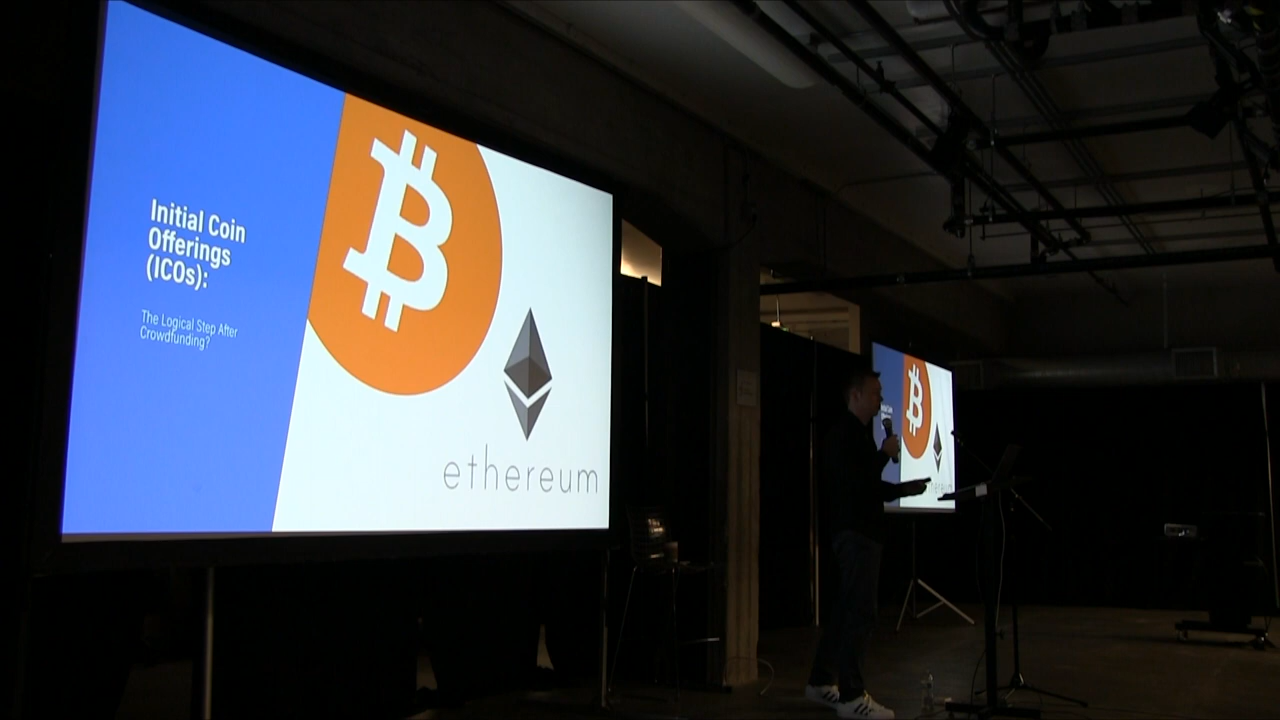 Initial Coin
Offerings
(ICOs):
The Logical Step After
Crowdfunding?
ethereum